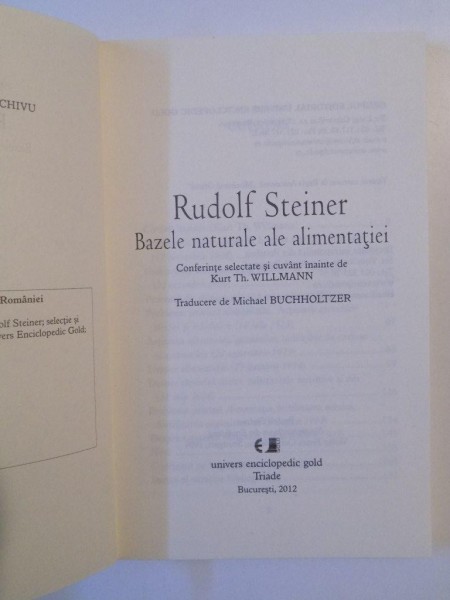 CHIVU
României
olf Steiner; selecție și
vers Enciclopedic Gold;
Rudolf Steiner
Bazele naturale ale alimentației
Conferințe selectate și cuvânt înainte de
Kurt Th. WILLMANN
Traducere de Michael BUCHHOLTZER
univers enciclopedic gold
Triade
București, 2012